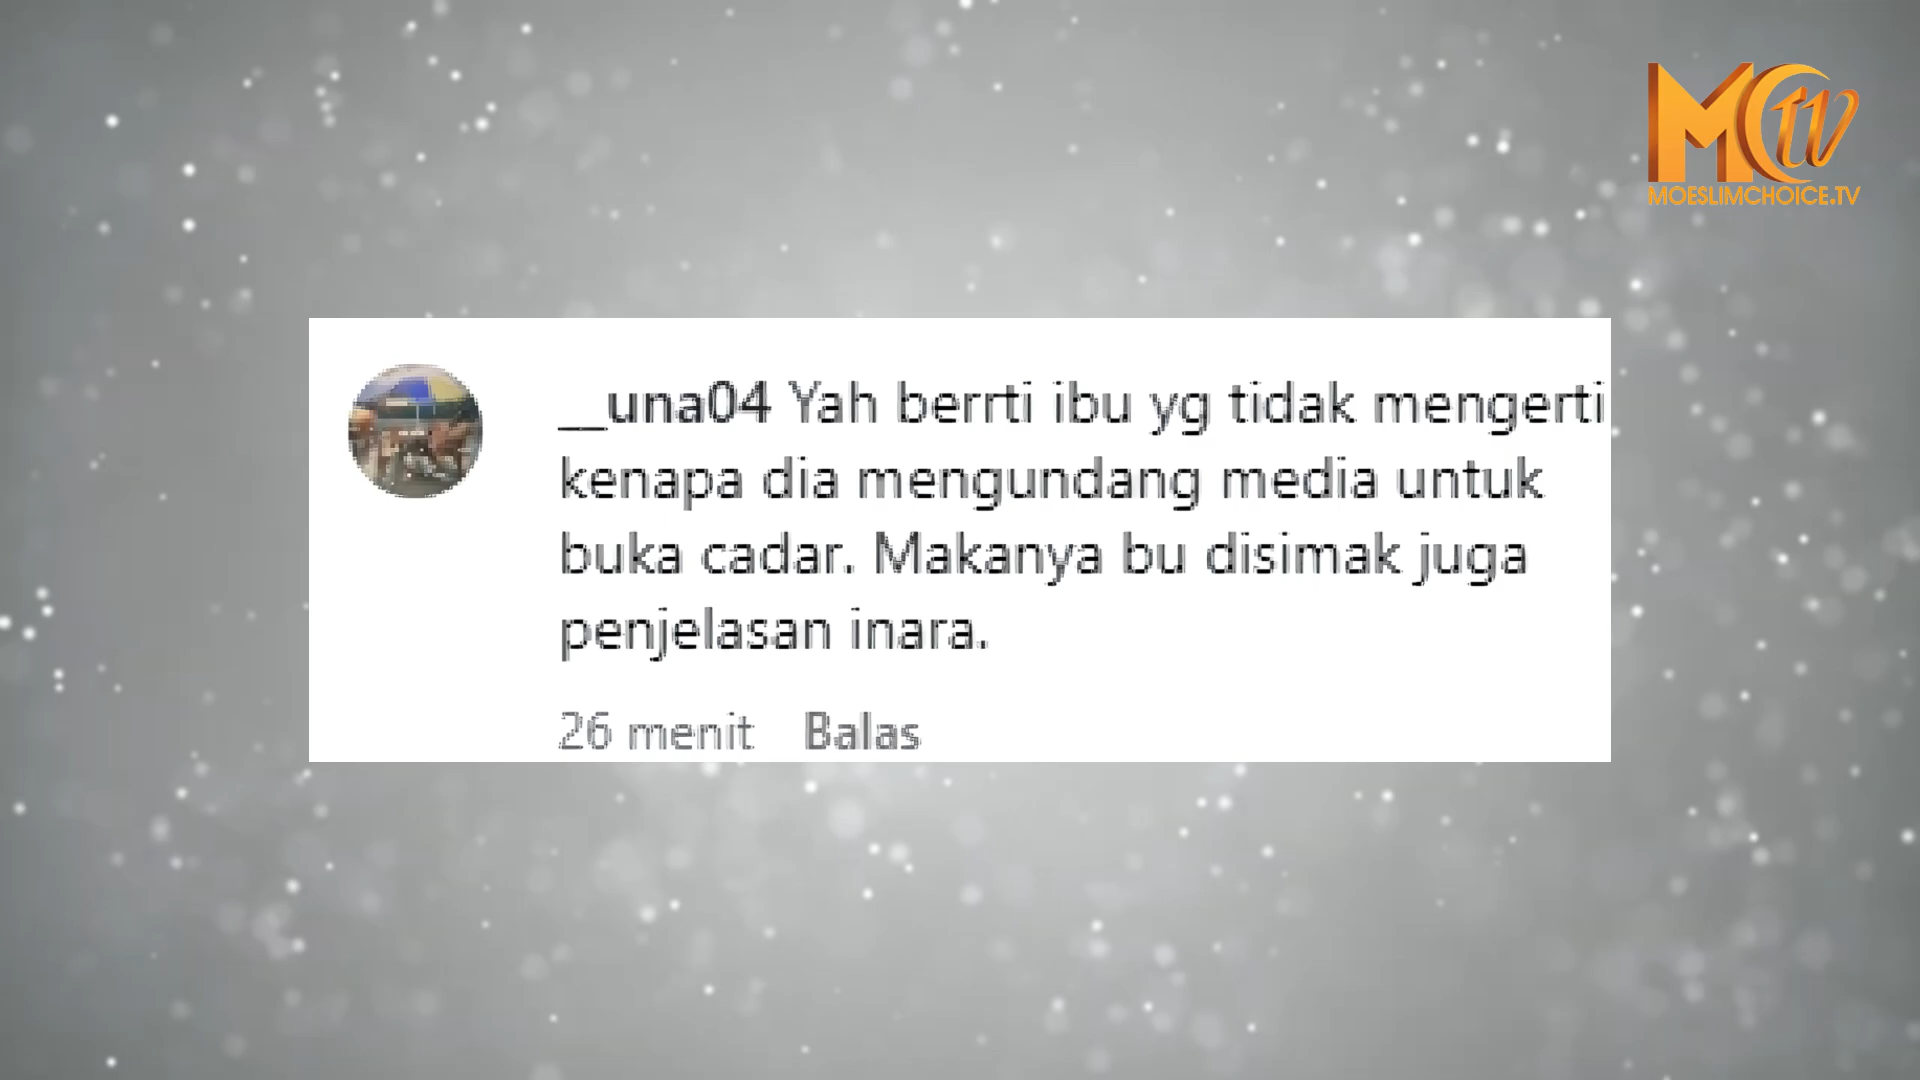 MCTV
MOESLIMCHOICE.TV
__una04 Yah berrti ibu yg tidak mengerti
kenapa dia mengundang media untuk
buka cadar. Makanya bu disimak juga
penjelasan inara.
26 menit Balas